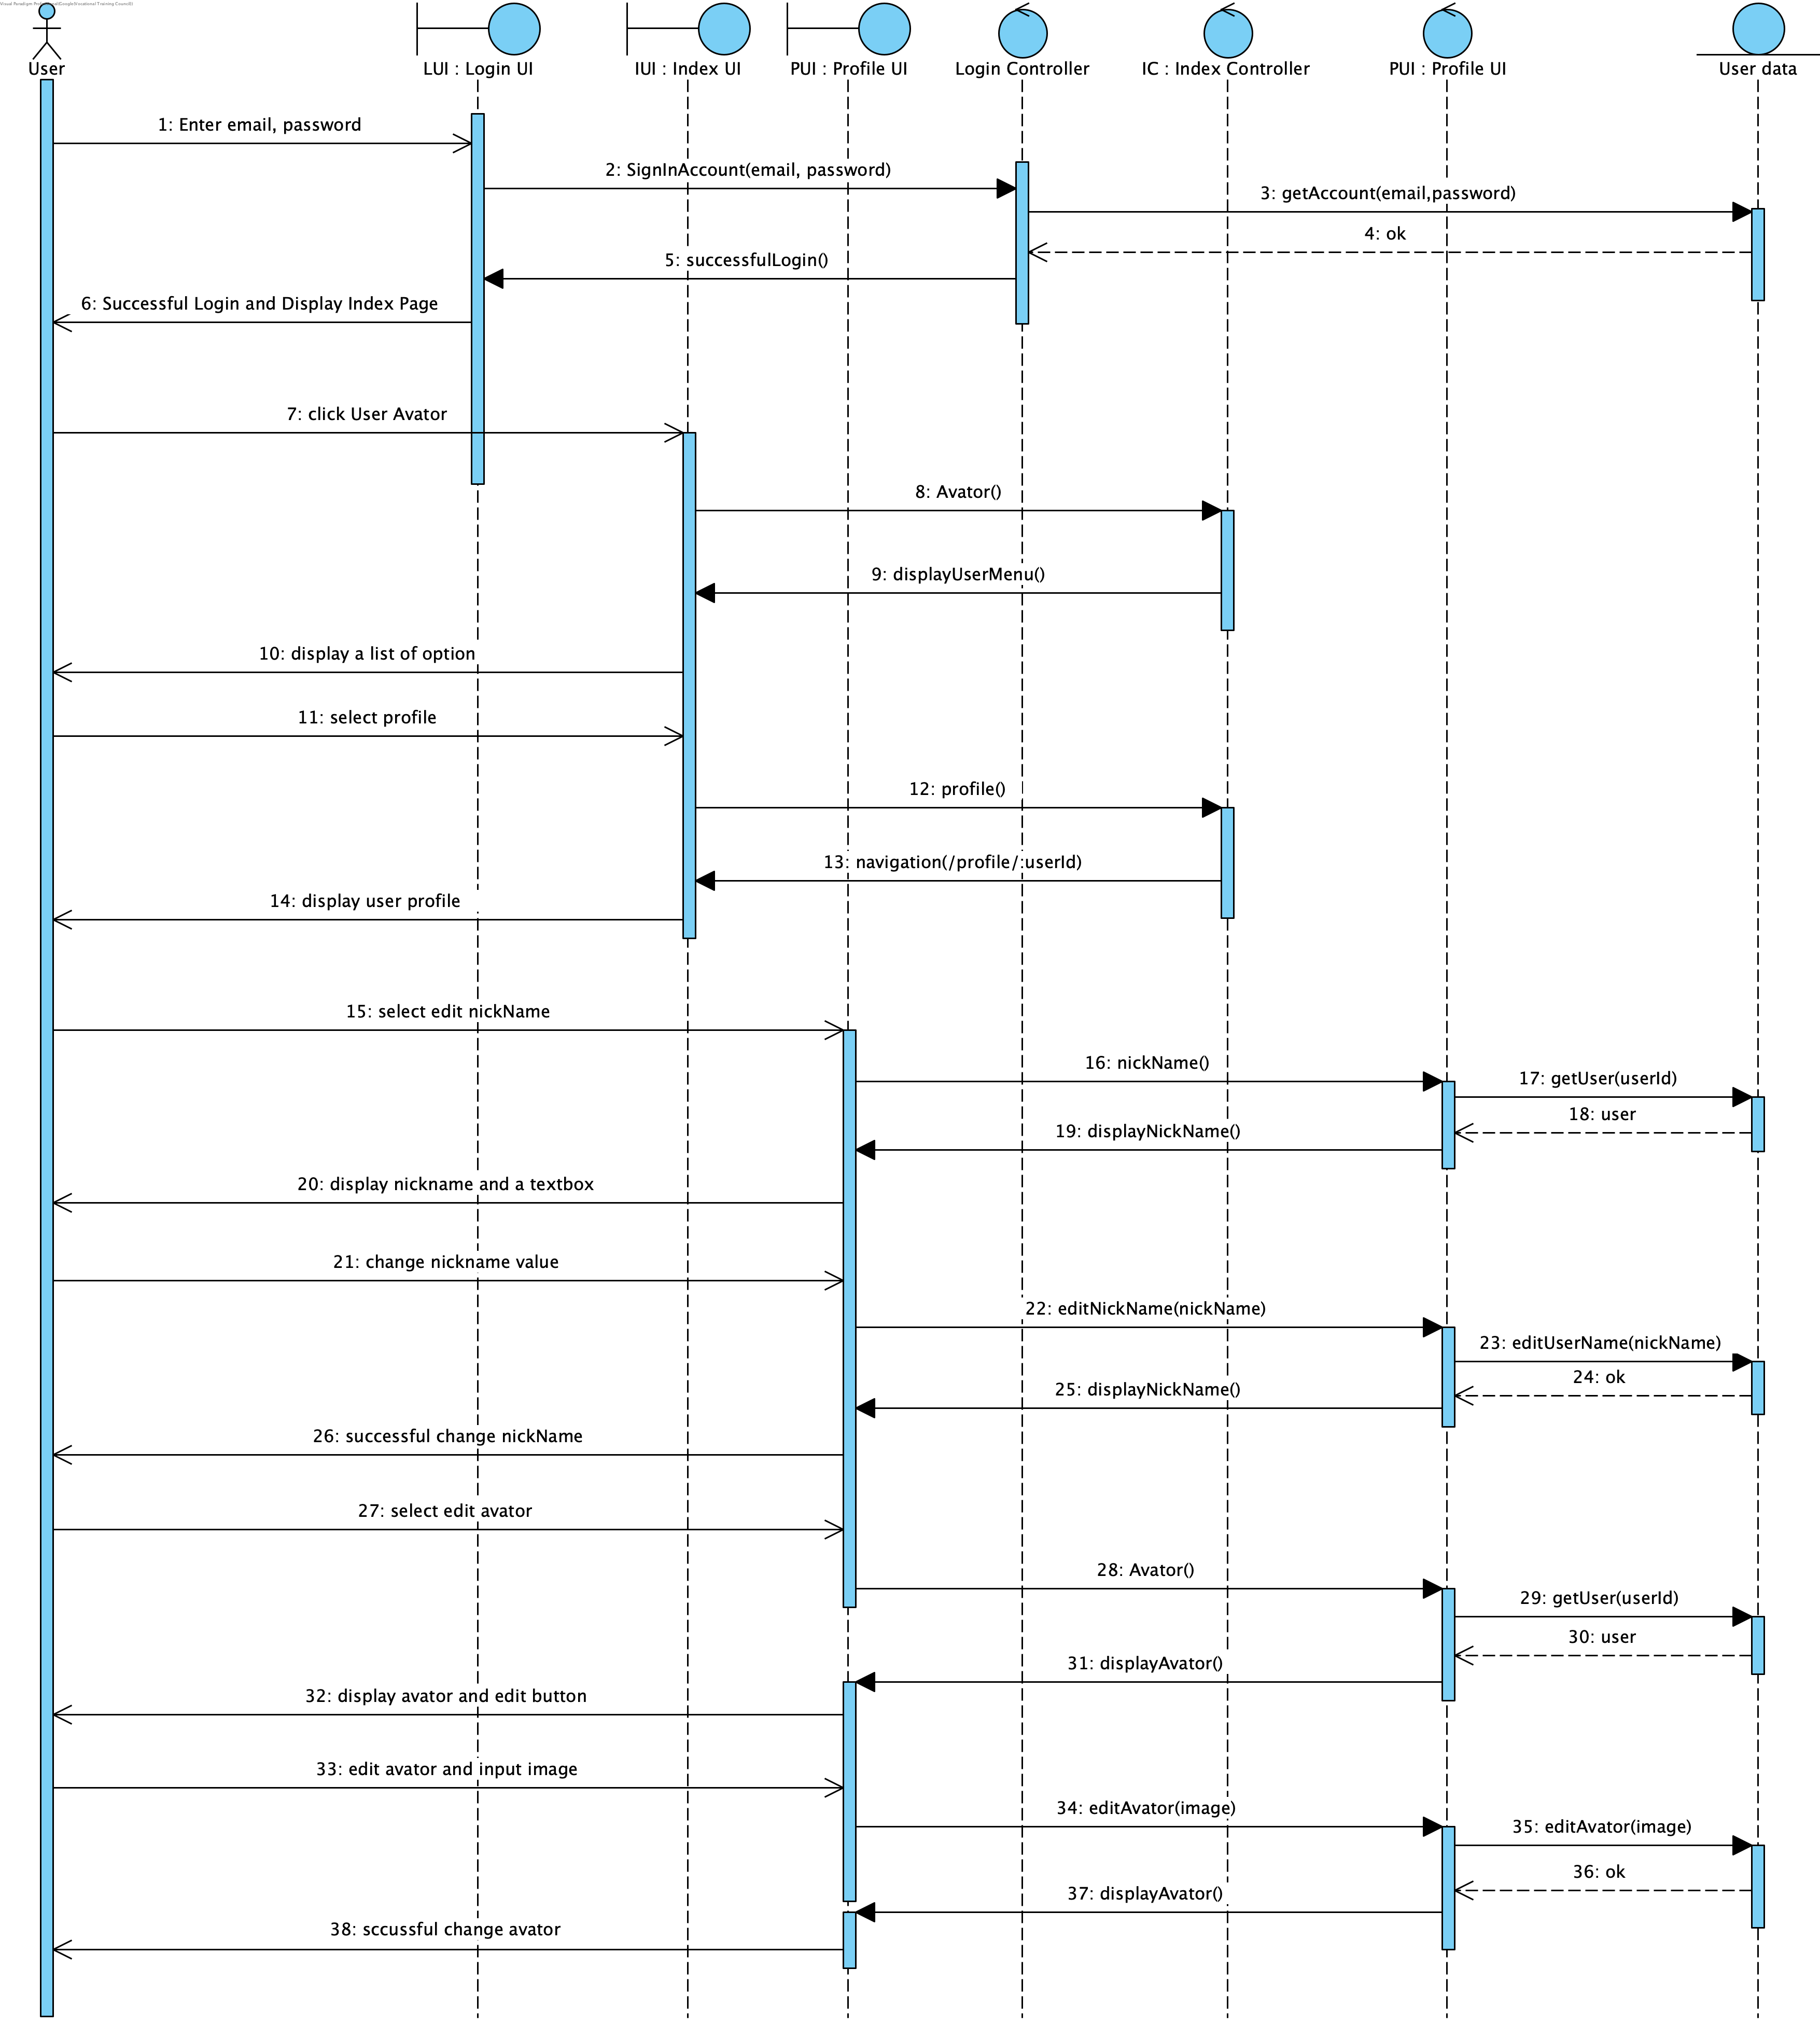 Visual Paradigm Professional(Dongle(Vocational Training Council))
User
LUI : Login UI
IUI : Index UI
PUI : Profile UI
Login Controller
IC : Index Controller
PUI : Profile UI
User data
1: Enter email, password
2: SignInAccount(email, password)
3: getAccount(email,password)
4: ok
5: successfulLogin()
6: Successful Login and Display Index Page
7: click User Avator
8: Avator()
9: displayUserMenu()
10: display a list of option
11: select profile
12: profile()
13: navigation(/profile/:userId)
14: display user profile
15: select edit nickName
16: nickName()
17: getUser(userId)
18: user
19: displayNickName()
20: display nickname and a textbox
21: change nickname value
22: editNickName(nickName)
23: editUserName(nickName)
24: ok
25: displayNickName()
26: successful change nickName
27: select edit avator
28: Avator()
29: getUser(userId)
30: user
31: displayAvator()
32: display avator and edit button
33: edit avator and input image
34: editAvator(image)
35: editAvator(image)
36: ok
37: displayAvator()
38: sccussful change avator